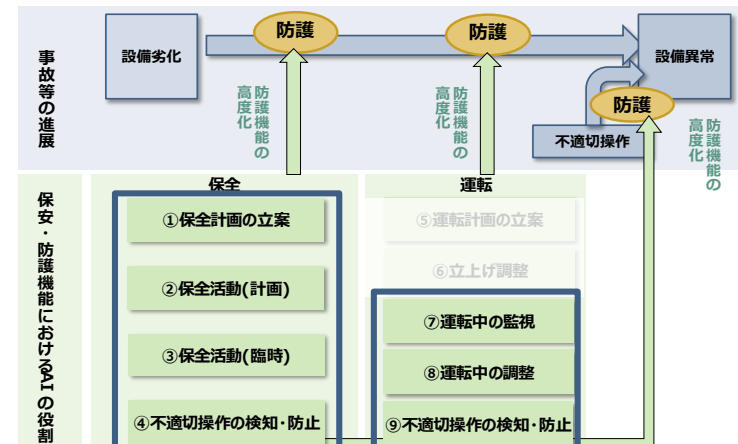 事故等の進展
設備劣化
防護
防護
設備異常
防護
不適切操作
防護機能の
高度化
防護機能の
高度化
防護機能の
高度化
保安・防護機能におけるAIの役割
保全
①保全計画の立案
②保全活動(計画)
③保全活動(臨時)
④不適切操作の検知・防止
運転
⑤運転計画の立案
⑥立上げ調整
⑦運転中の監視
⑧運転中の調整
⑨不適切操作の検知・防止